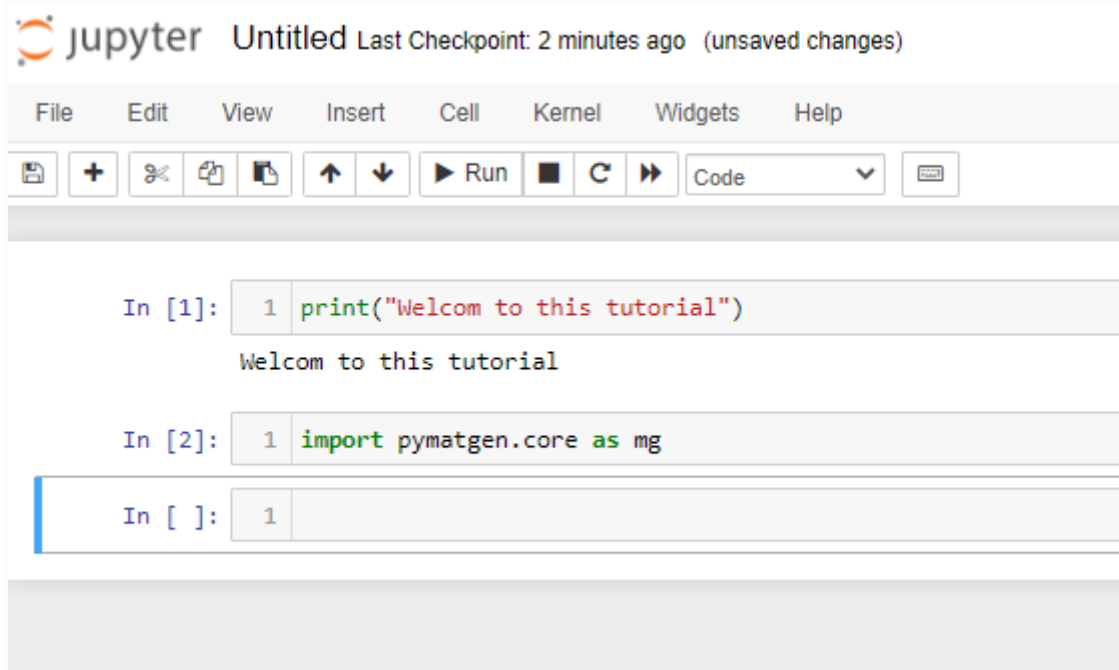 jupyter Untitled Last Checkpoint: 2 minutes ago (unsaved changes)
File Edit View Insert Cell Kernel Widgets Help
Run Code
In [1]: 1 print("Welcom to this tutorial")
Welcom to this tutorial
In [2]: 1 import pymatgen.core as mg
In [ ]: 1